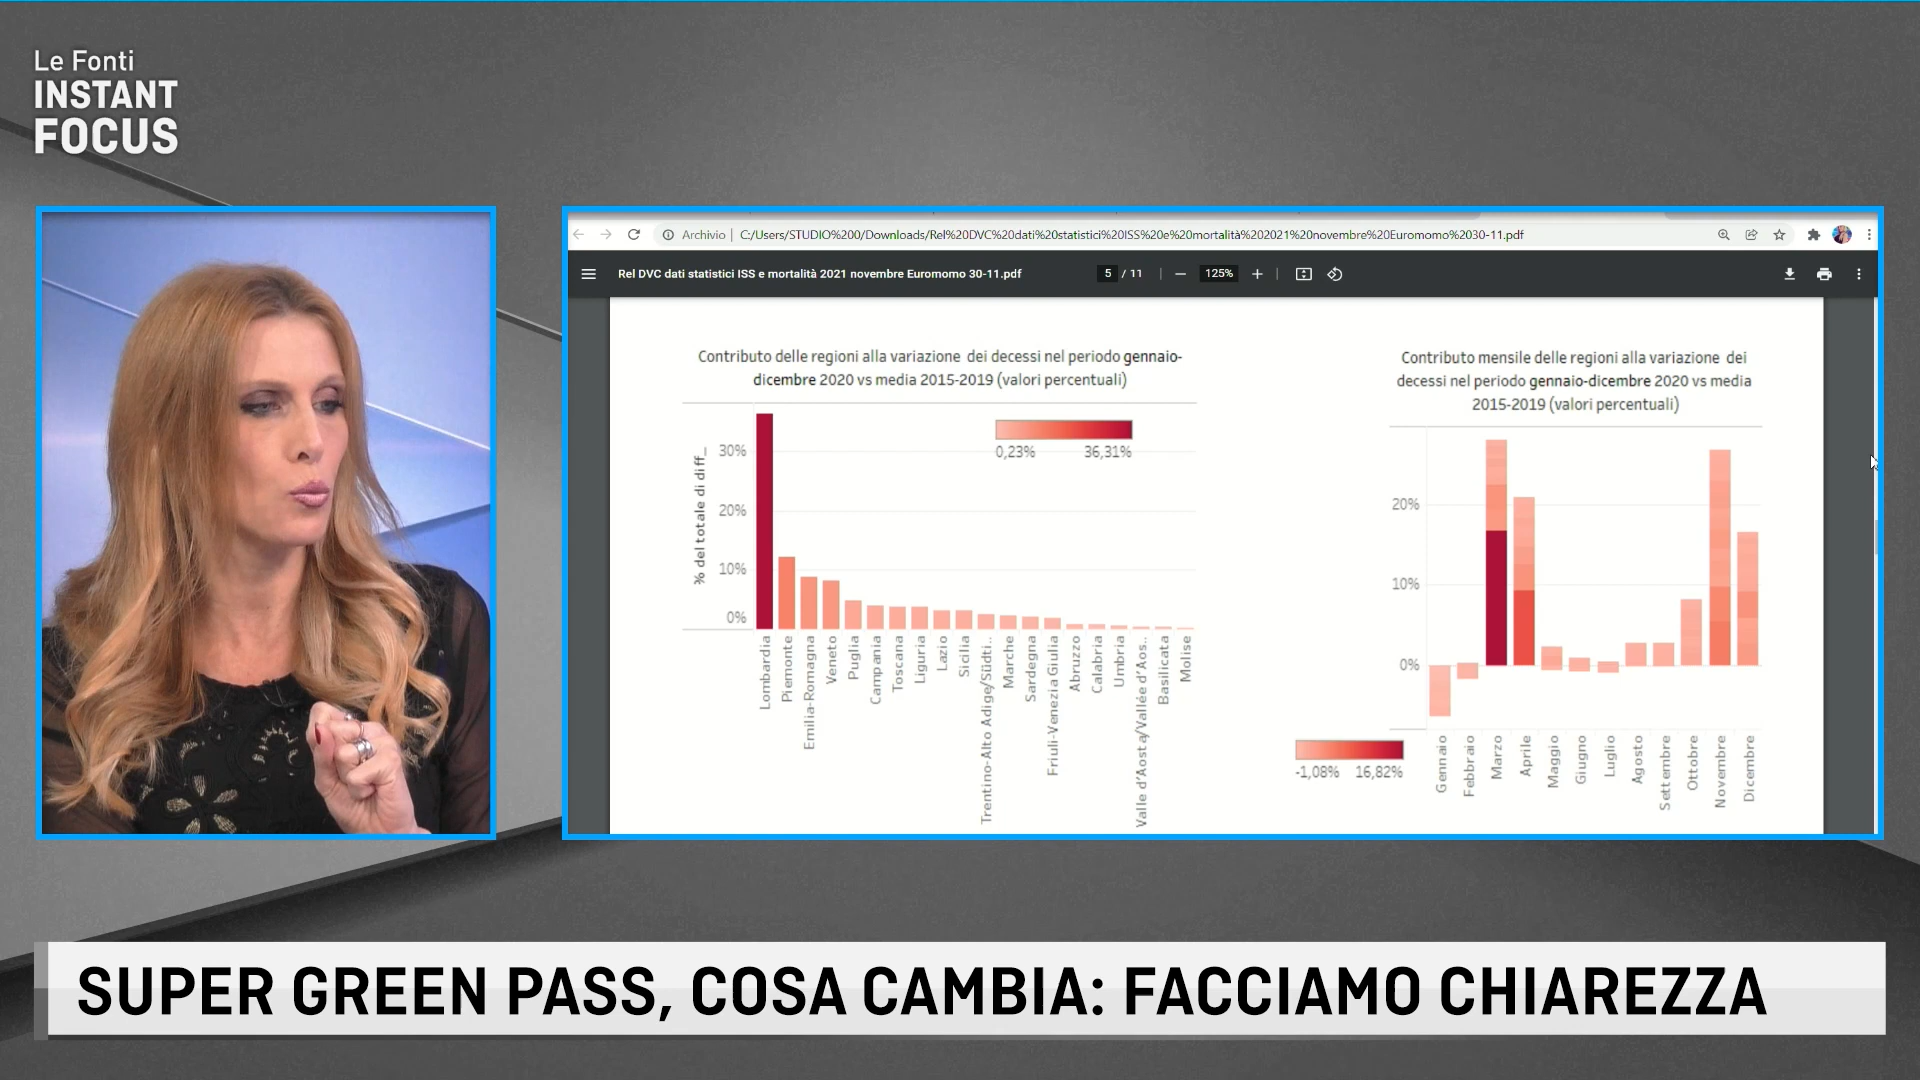 Le Fonti
INSTANT
FOCUS
Archivio | C:/Users/STUDIO%200/Downloads/Rel%20DVC%20dati%20statistici%20ISS%20e%20mortalità%202021%20novembre%20Euromomo%2030-11.pdf
Rel DVC dati statistici ISS e mortalità 2021 novembre Euromomo 30-11.pdf
5 / 11
125%
Contributo delle regioni alla variazione dei decessi nel periodo gennaio-
dicembre 2020 vs media 2015-2019 (valori percentuali)
% del totale di diff_
30%
20%
10%
0%
0,23% 36,31%
Lombardia
Piemonte
Emilia-Romagna
Veneto
Puglia
Campania
Toscana
Liguria
Lazio
Sicilia
Trentino-Alto Adige/Südti..
Marche
Sardegna
Friuli-Venezia Giulia
Abruzzo
Calabria
Umbria
Valle d'Aosta/Vallée d'Aos..
Basilicata
Molise
Contributo mensile delle regioni alla variazione dei
decessi nel periodo gennaio-dicembre 2020 vs media
2015-2019 (valori percentuali)
20%
10%
0%
-1,08% 16,82%
Gennaio
Febbraio
Marzo
Aprile
Maggio
Giugno
Luglio
Agosto
Settembre
Ottobre
Novembre
Dicembre
SUPER GREEN PASS, COSA CAMBIA: FACCIAMO CHIAREZZA